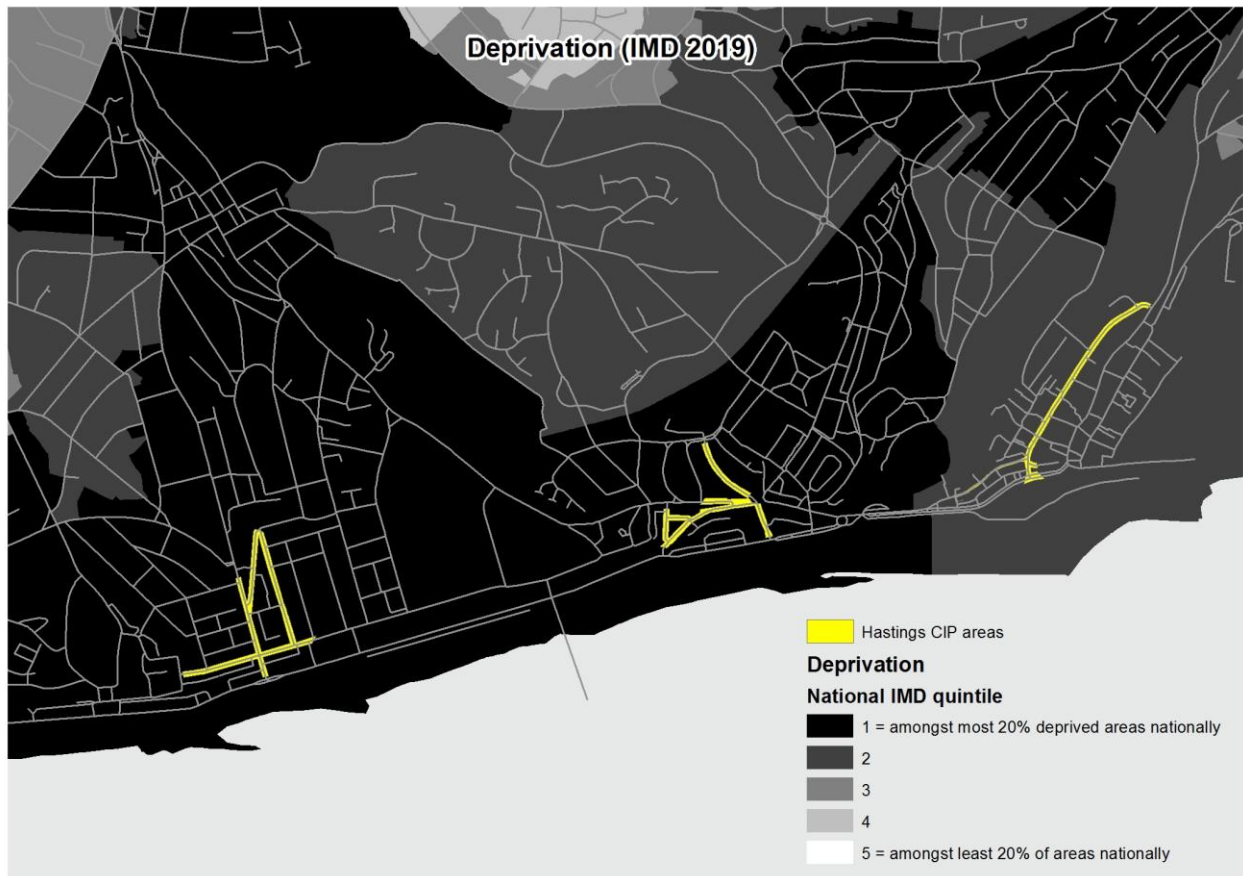 Deprivation (IMD 2019)
Hastings CIP areas
Deprivation
National IMD quintile
1 = amongst most 20% deprived areas nationally
2
3
4
5 = amongst least 20% of areas nationally